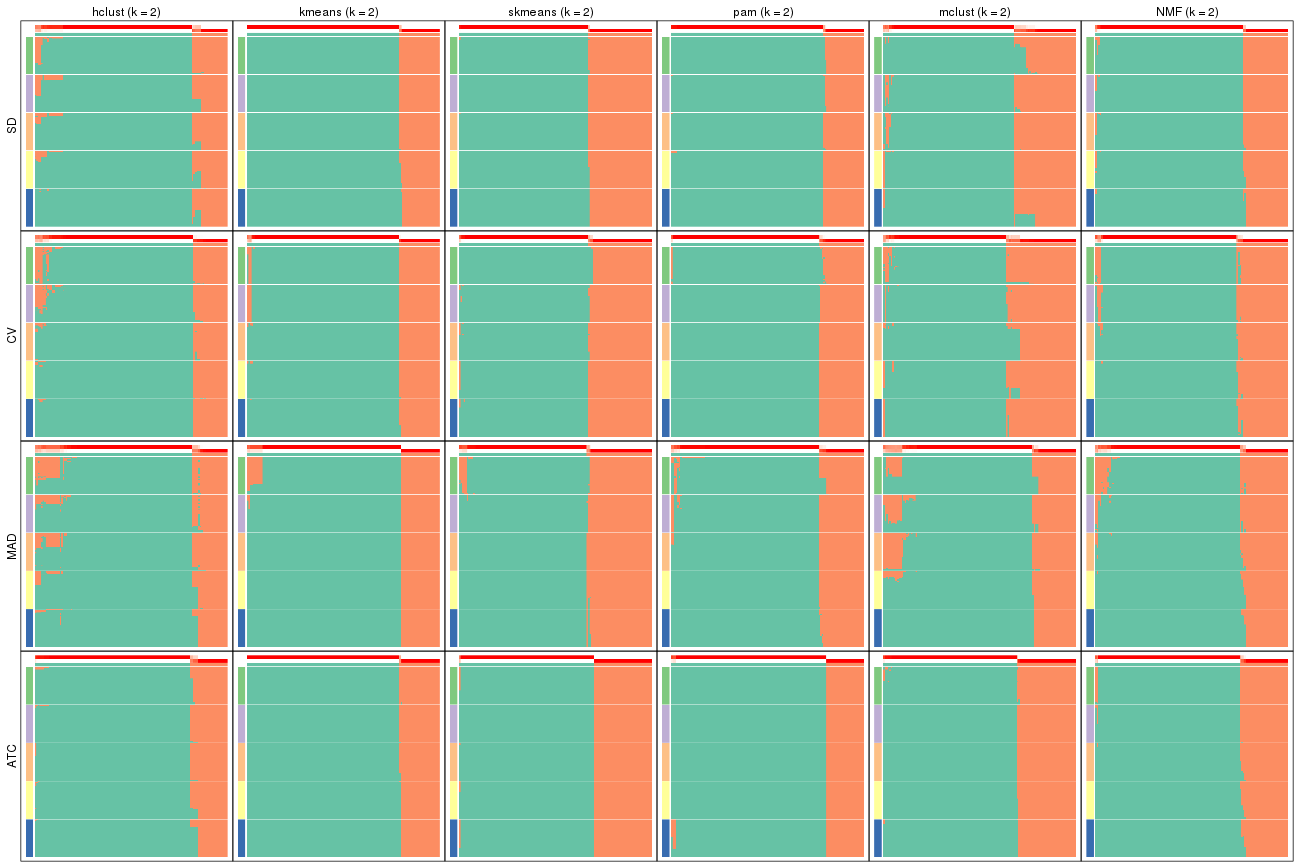 hclust (k = 2) kmeans (k = 2) skmeans (k = 2) pam (k = 2) mclust (k = 2) NMF (k = 2)
SD
CV
MAD
ATC